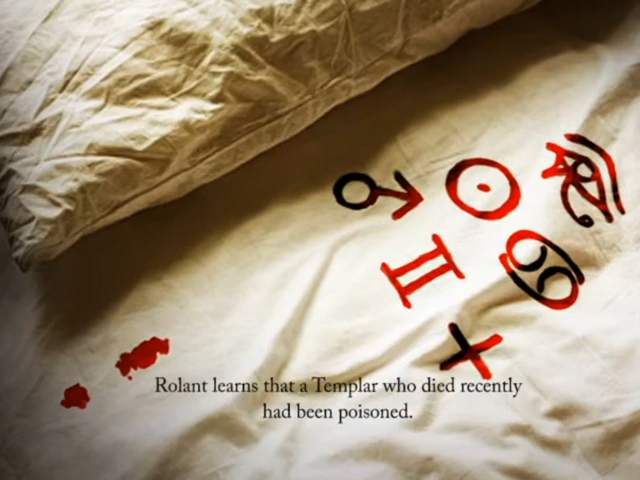 Rolant learns that a Templar who died recently
had been poisoned.